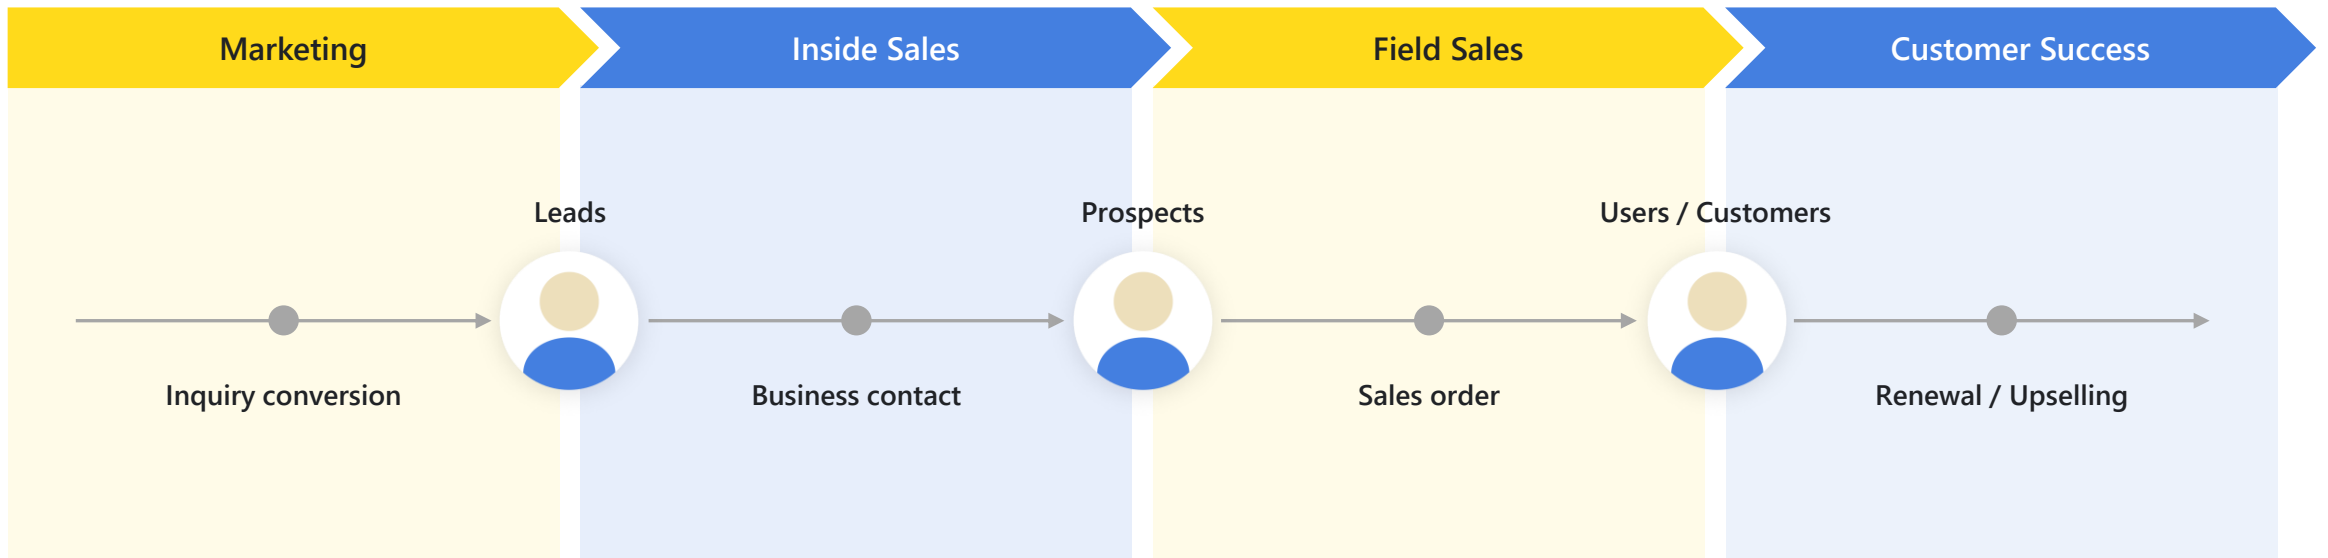 Marketing
Inside Sales
Field Sales
Customer Success
Leads
Prospects
Users / Customers
Inquiry conversion
Business contact
Sales order
Renewal / Upselling